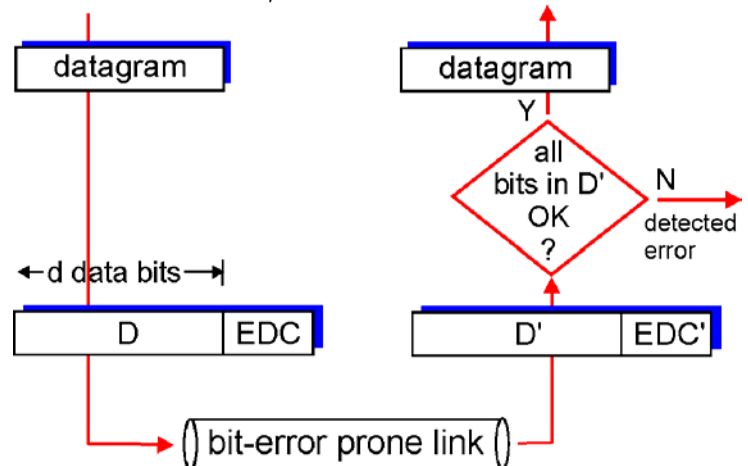 datagram
datagram
Y
all
bits in D'
OK
?
N
detected
error
d data bits
D
EDC
D'
EDC'
bit-error prone link